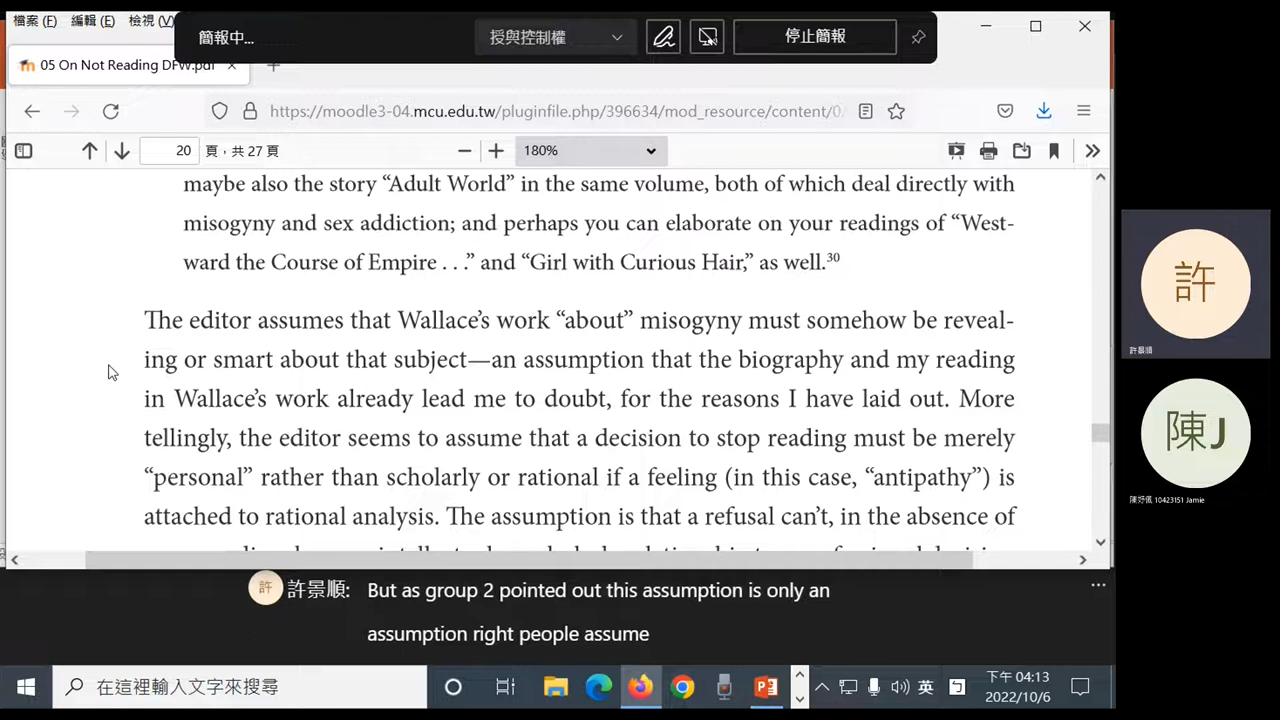 檔案 (F) 編輯 (E) 檢視 (V)
簡報中...
授與控制權
停止簡報
05 On Not Reading DFW.pdf
https://moodle3-04.mcu.edu.tw/pluginfile.php/396634/mod_resource/content/0
20 頁，共 27 頁
180%
maybe also the story “Adult World” in the same volume, both of which deal directly with
misogyny and sex addiction; and perhaps you can elaborate on your readings of “West-
ward the Course of Empire . . .” and “Girl with Curious Hair,” as well.30
The editor assumes that Wallace’s work “about” misogyny must somehow be reveal-
ing or smart about that subject—an assumption that the biography and my reading
in Wallace’s work already lead me to doubt, for the reasons I have laid out. More
tellingly, the editor seems to assume that a decision to stop reading must be merely
“personal” rather than scholarly or rational if a feeling (in this case, “antipathy”) is
attached to rational analysis. The assumption is that a refusal can’t, in the absence of
許
許景順
陳J
陳妤佩 10423151 Jamie
許 許景順: But as group 2 pointed out this assumption is only an
assumption right people assume
在這裡輸入文字來搜尋
英
下午 04:13
2022/10/6